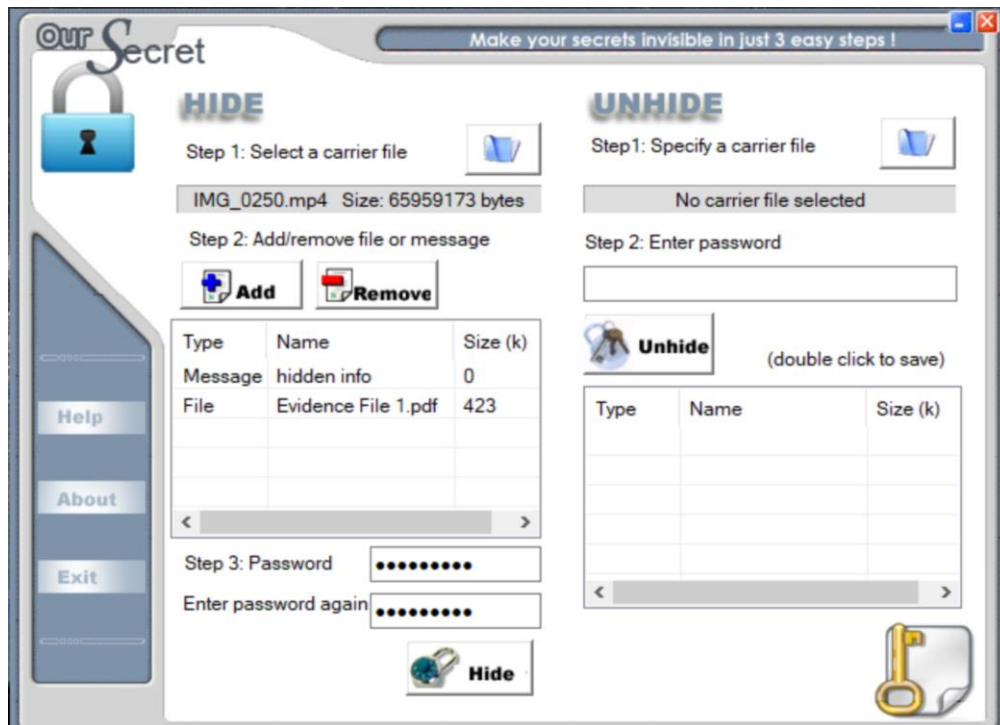 Our Secret
Make your secrets invisible in just 3 easy steps !
HIDE
Step 1: Select a carrier file
IMG_0250.mp4 Size: 65959173 bytes
Step 2: Add/remove file or message
Add Remove
Type Name Size (k)
Message hidden info 0
File Evidence File 1.pdf 423
Step 3: Password •••••••••
Enter password again •••••••••
Hide
UNHIDE
Step1: Specify a carrier file
No carrier file selected
Step 2: Enter password
Unhide (double click to save)
Type Name Size (k)
Help
About
Exit